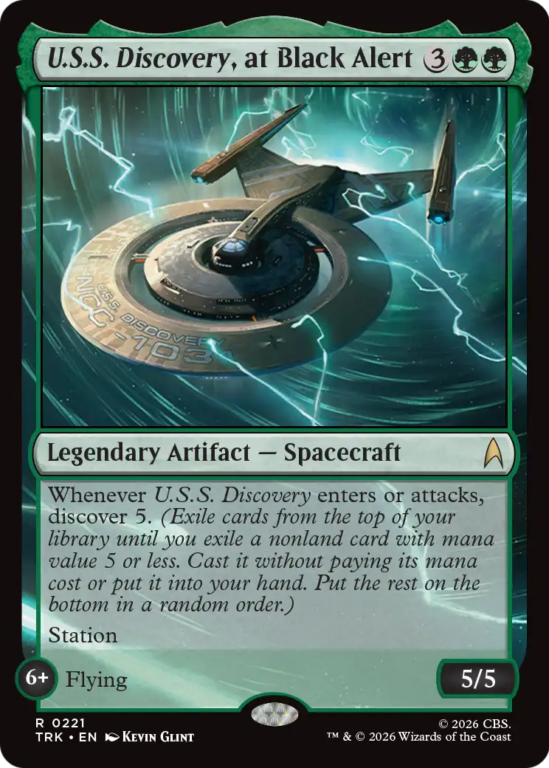 U.S.S. Discovery, at Black Alert 3
U.S.S. DISCOVERY
NCC-103
Legendary Artifact — Spacecraft
Whenever U.S.S. Discovery enters or attacks,
discover 5. (Exile cards from the top of your
library until you exile a nonland card with mana
value 5 or less. Cast it without paying its mana
cost or put it into your hand. Put the rest on the
bottom in a random order.)
Station
6+ Flying 5/5
R 0221 © 2026 CBS.
TRK • EN Kevin Glint ™ & © 2026 Wizards of the Coast